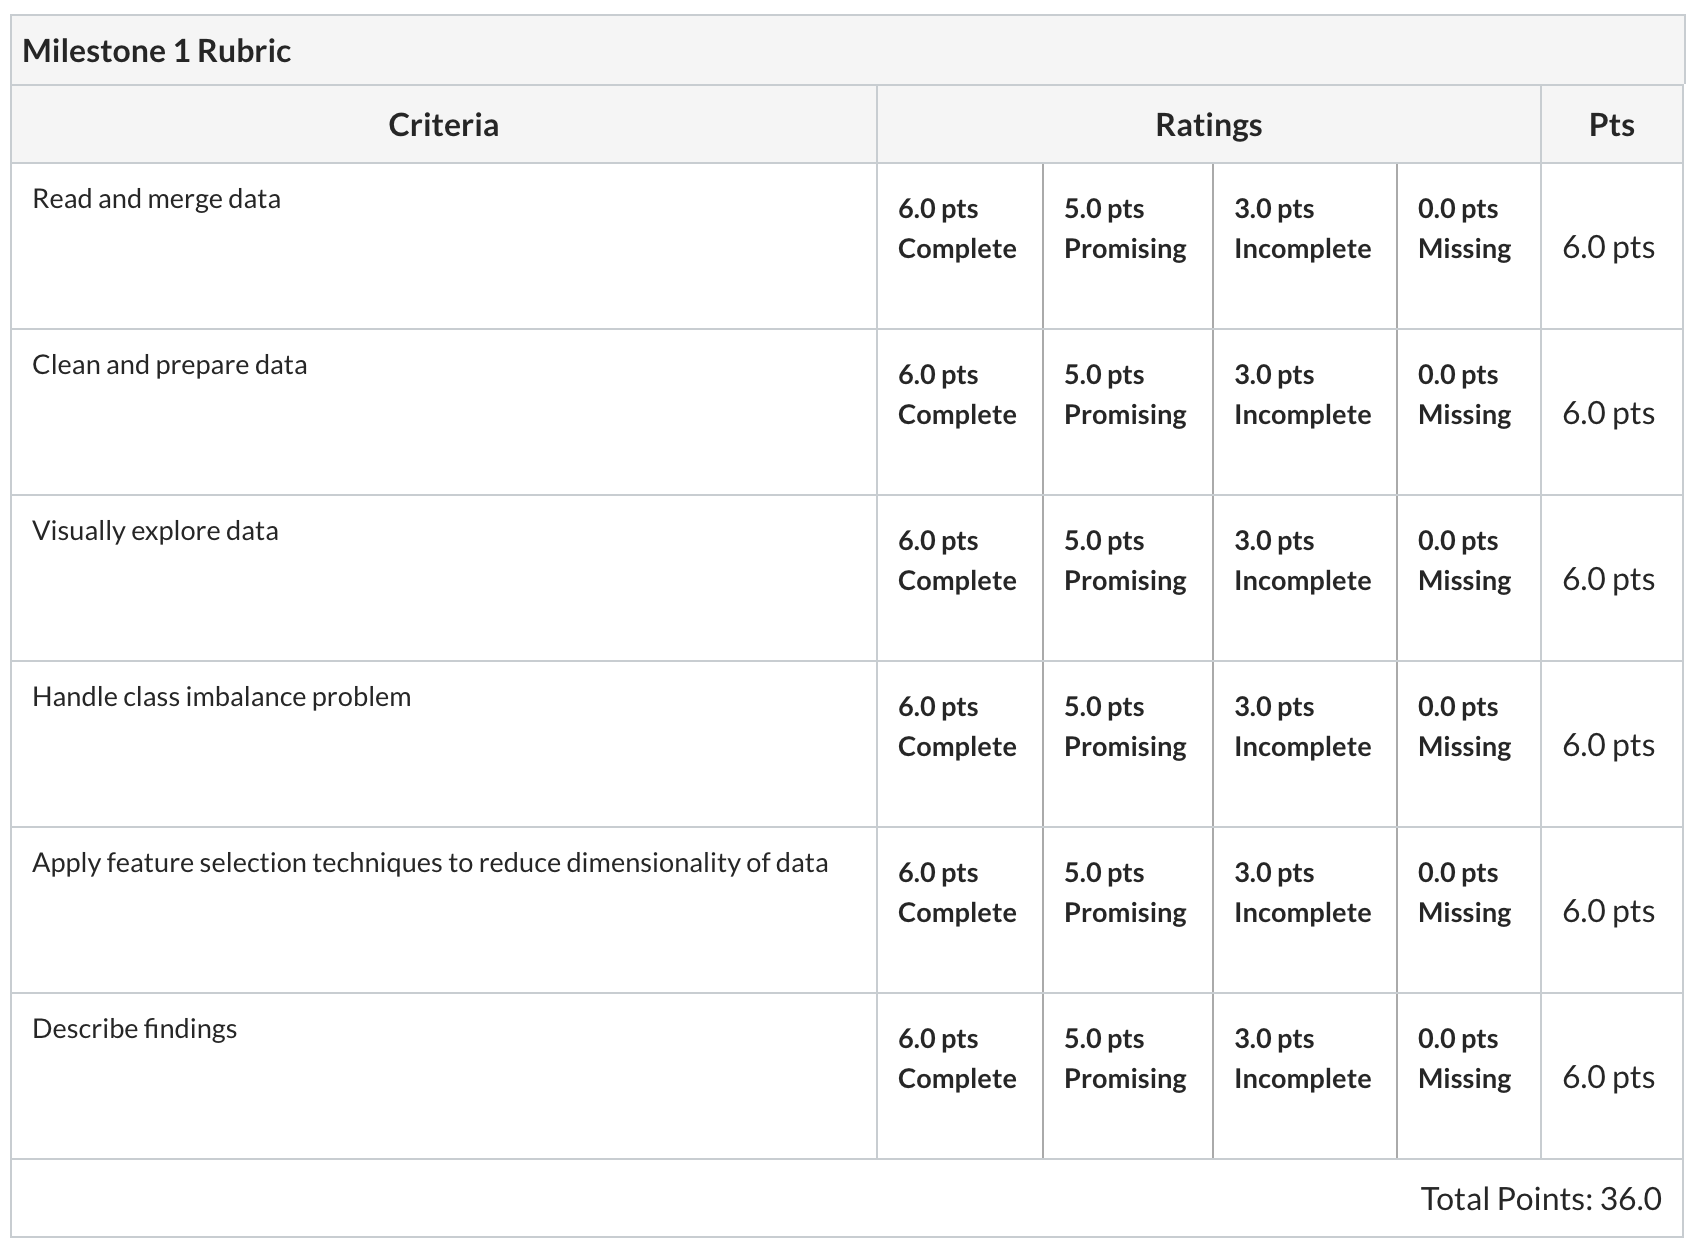 Milestone 1 Rubric
Criteria Ratings Pts
Read and merge data
6.0 pts 5.0 pts 3.0 pts 0.0 pts
Complete Promising Incomplete Missing
6.0 pts
Clean and prepare data
6.0 pts 5.0 pts 3.0 pts 0.0 pts
Complete Promising Incomplete Missing
6.0 pts
Visually explore data
6.0 pts 5.0 pts 3.0 pts 0.0 pts
Complete Promising Incomplete Missing
6.0 pts
Handle class imbalance problem
6.0 pts 5.0 pts 3.0 pts 0.0 pts
Complete Promising Incomplete Missing
6.0 pts
Apply feature selection techniques to reduce dimensionality of data
6.0 pts 5.0 pts 3.0 pts 0.0 pts
Complete Promising Incomplete Missing
6.0 pts
Describe findings
6.0 pts 5.0 pts 3.0 pts 0.0 pts
Complete Promising Incomplete Missing
6.0 pts
Total Points: 36.0